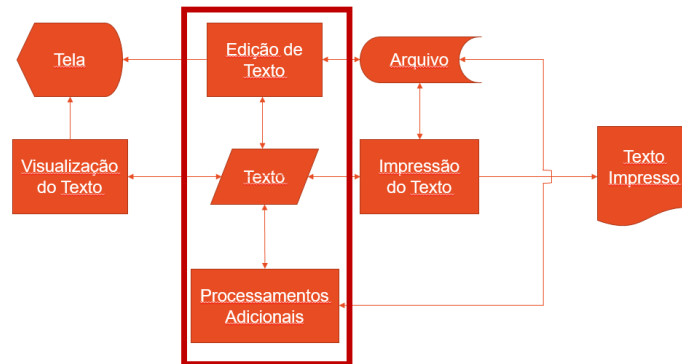 Tela
Edição de
Texto
Arquivo
Visualização
do Texto
Texto
Impressão
do Texto
Texto
Impresso
Processamentos
Adicionais